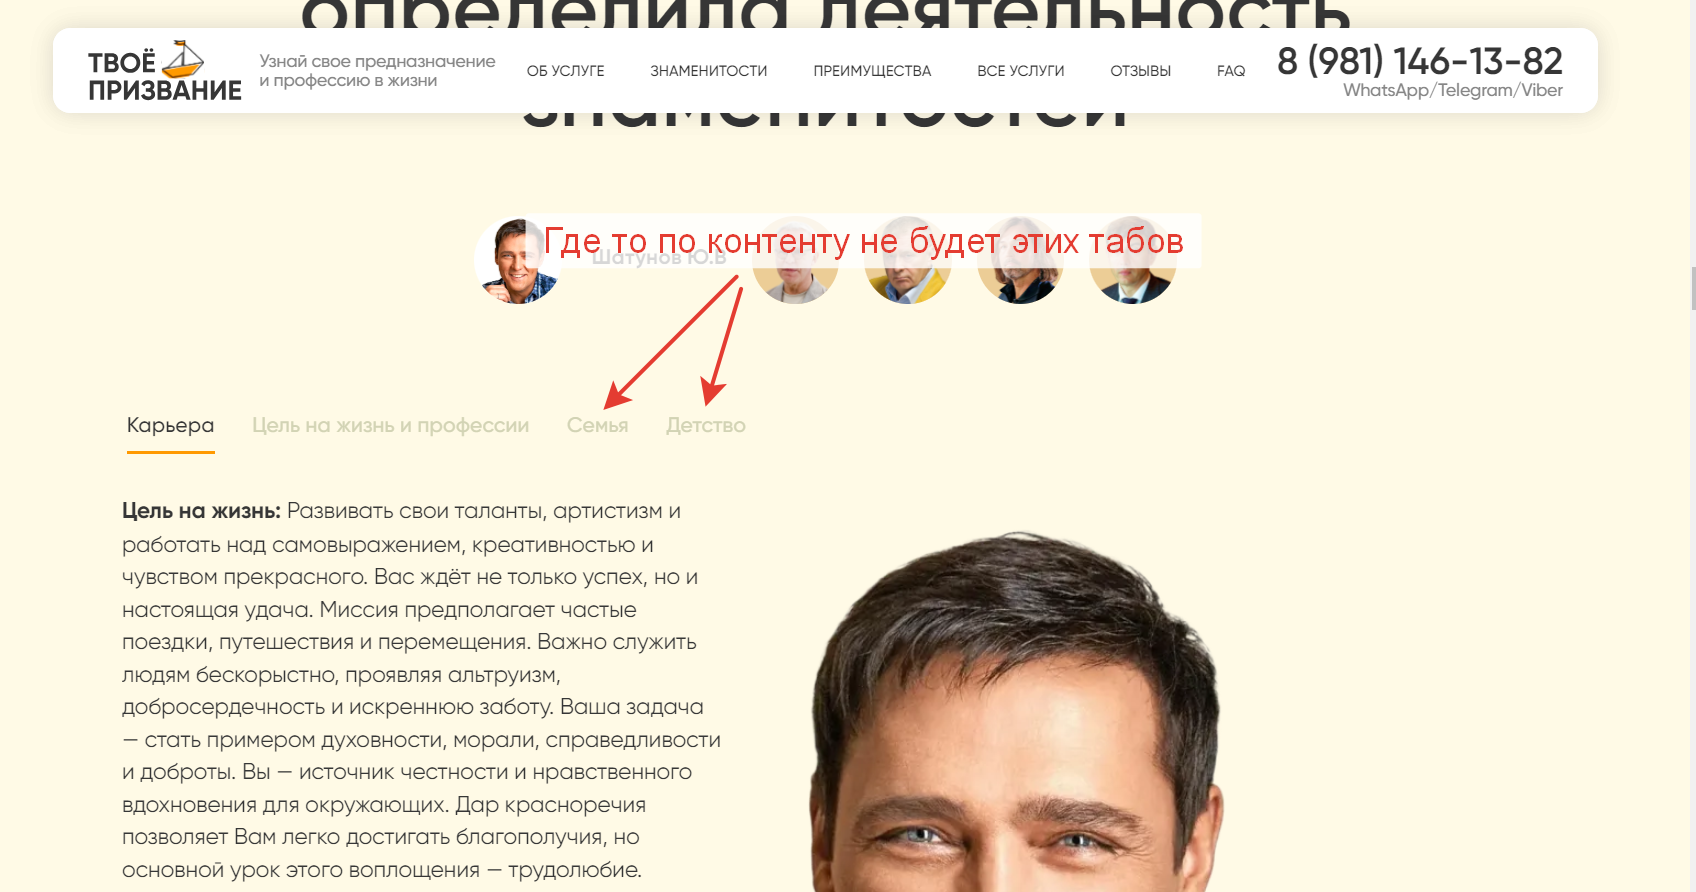 определила деятельность
ТВОЁ
ПРИЗВАНИЕ
Узнай свое предназначение
и профессию в жизни
ОБ УСЛУГЕ
ЗНАМЕНИТОСТИ
ПРЕИМУЩЕСТВА
ВСЕ УСЛУГИ
ОТЗЫВЫ
FAQ
8 (981) 146-13-82
WhatsApp/Telegram/Viber
знаменитостей
Где то по контенту не будет этих табов
Шатунов Ю.В
Карьера
Цель на жизнь и профессии
Семья
Детство
Цель на жизнь: Развивать свои таланты, артистизм и
работать над самовыражением, креативностью и
чувством прекрасного. Вас ждёт не только успех, но и
настоящая удача. Миссия предполагает частые
поездки, путешествия и перемещения. Важно служить
людям бескорыстно, проявляя альтруизм,
добросердечность и искреннюю заботу. Ваша задача
— стать примером духовности, морали, справедливости
и доброты. Вы — источник честности и нравственного
вдохновения для окружающих. Дар красноречия
позволяет Вам легко достигать благополучия, но
основной урок этого воплощения — трудолюбие.